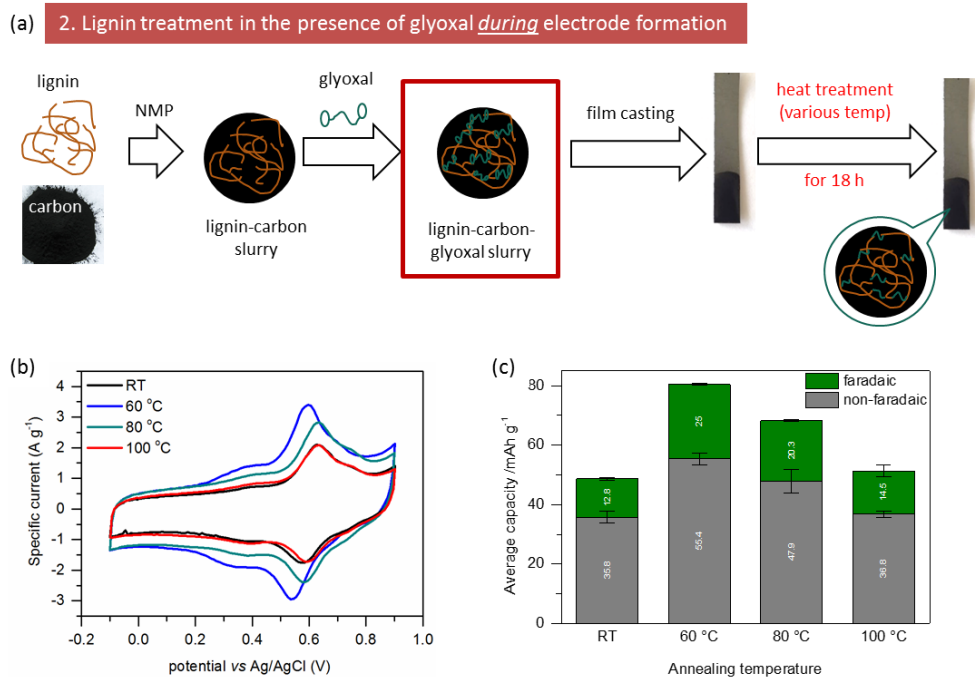 (a)
2. Lignin treatment in the presence of glyoxal during electrode formation
lignin
carbon
NMP
lignin-carbon
slurry
glyoxal
lignin-carbon-
glyoxal slurry
film casting
heat treatment
(various temp)
for 18 h
(b)
RT
60 °C
80 °C
100 °C
Specific current (A g⁻¹)
4
3
2
1
0
-1
-2
-3
-0.2 0.0 0.2 0.4 0.6 0.8 1.0
potential vs Ag/AgCl (V)
(c)
faradaic
non-faradaic
Average capacity /mAh g⁻¹
80
60
40
20
0
12.8
35.8
25
55.4
20.3
47.9
14.5
36.8
RT 60 °C 80 °C 100 °C
Annealing temperature